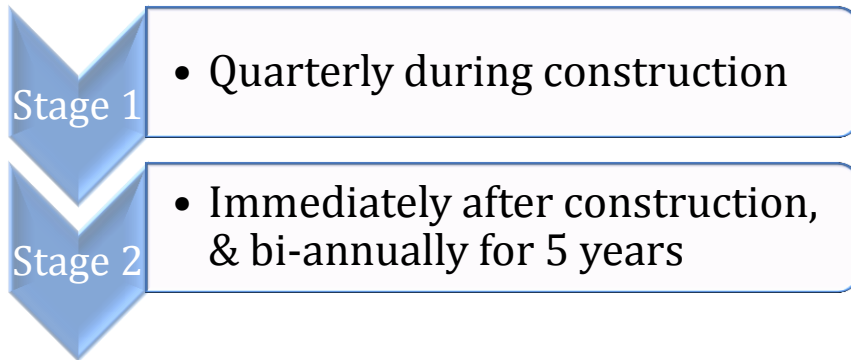 Stage 1
• Quarterly during construction
Stage 2
• Immediately after construction,
& bi-annually for 5 years